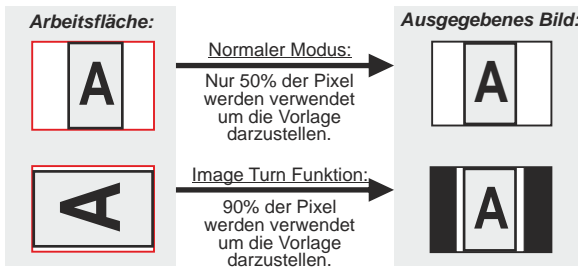 Arbeitsfläche:
Ausgegebenes Bild:
A
Normaler Modus:
Nur 50% der Pixel
werden verwendet
um die Vorlage
darzustellen.
A
A
Image Turn Funktion:
90% der Pixel
werden verwendet
um die Vorlage
darzustellen.
A